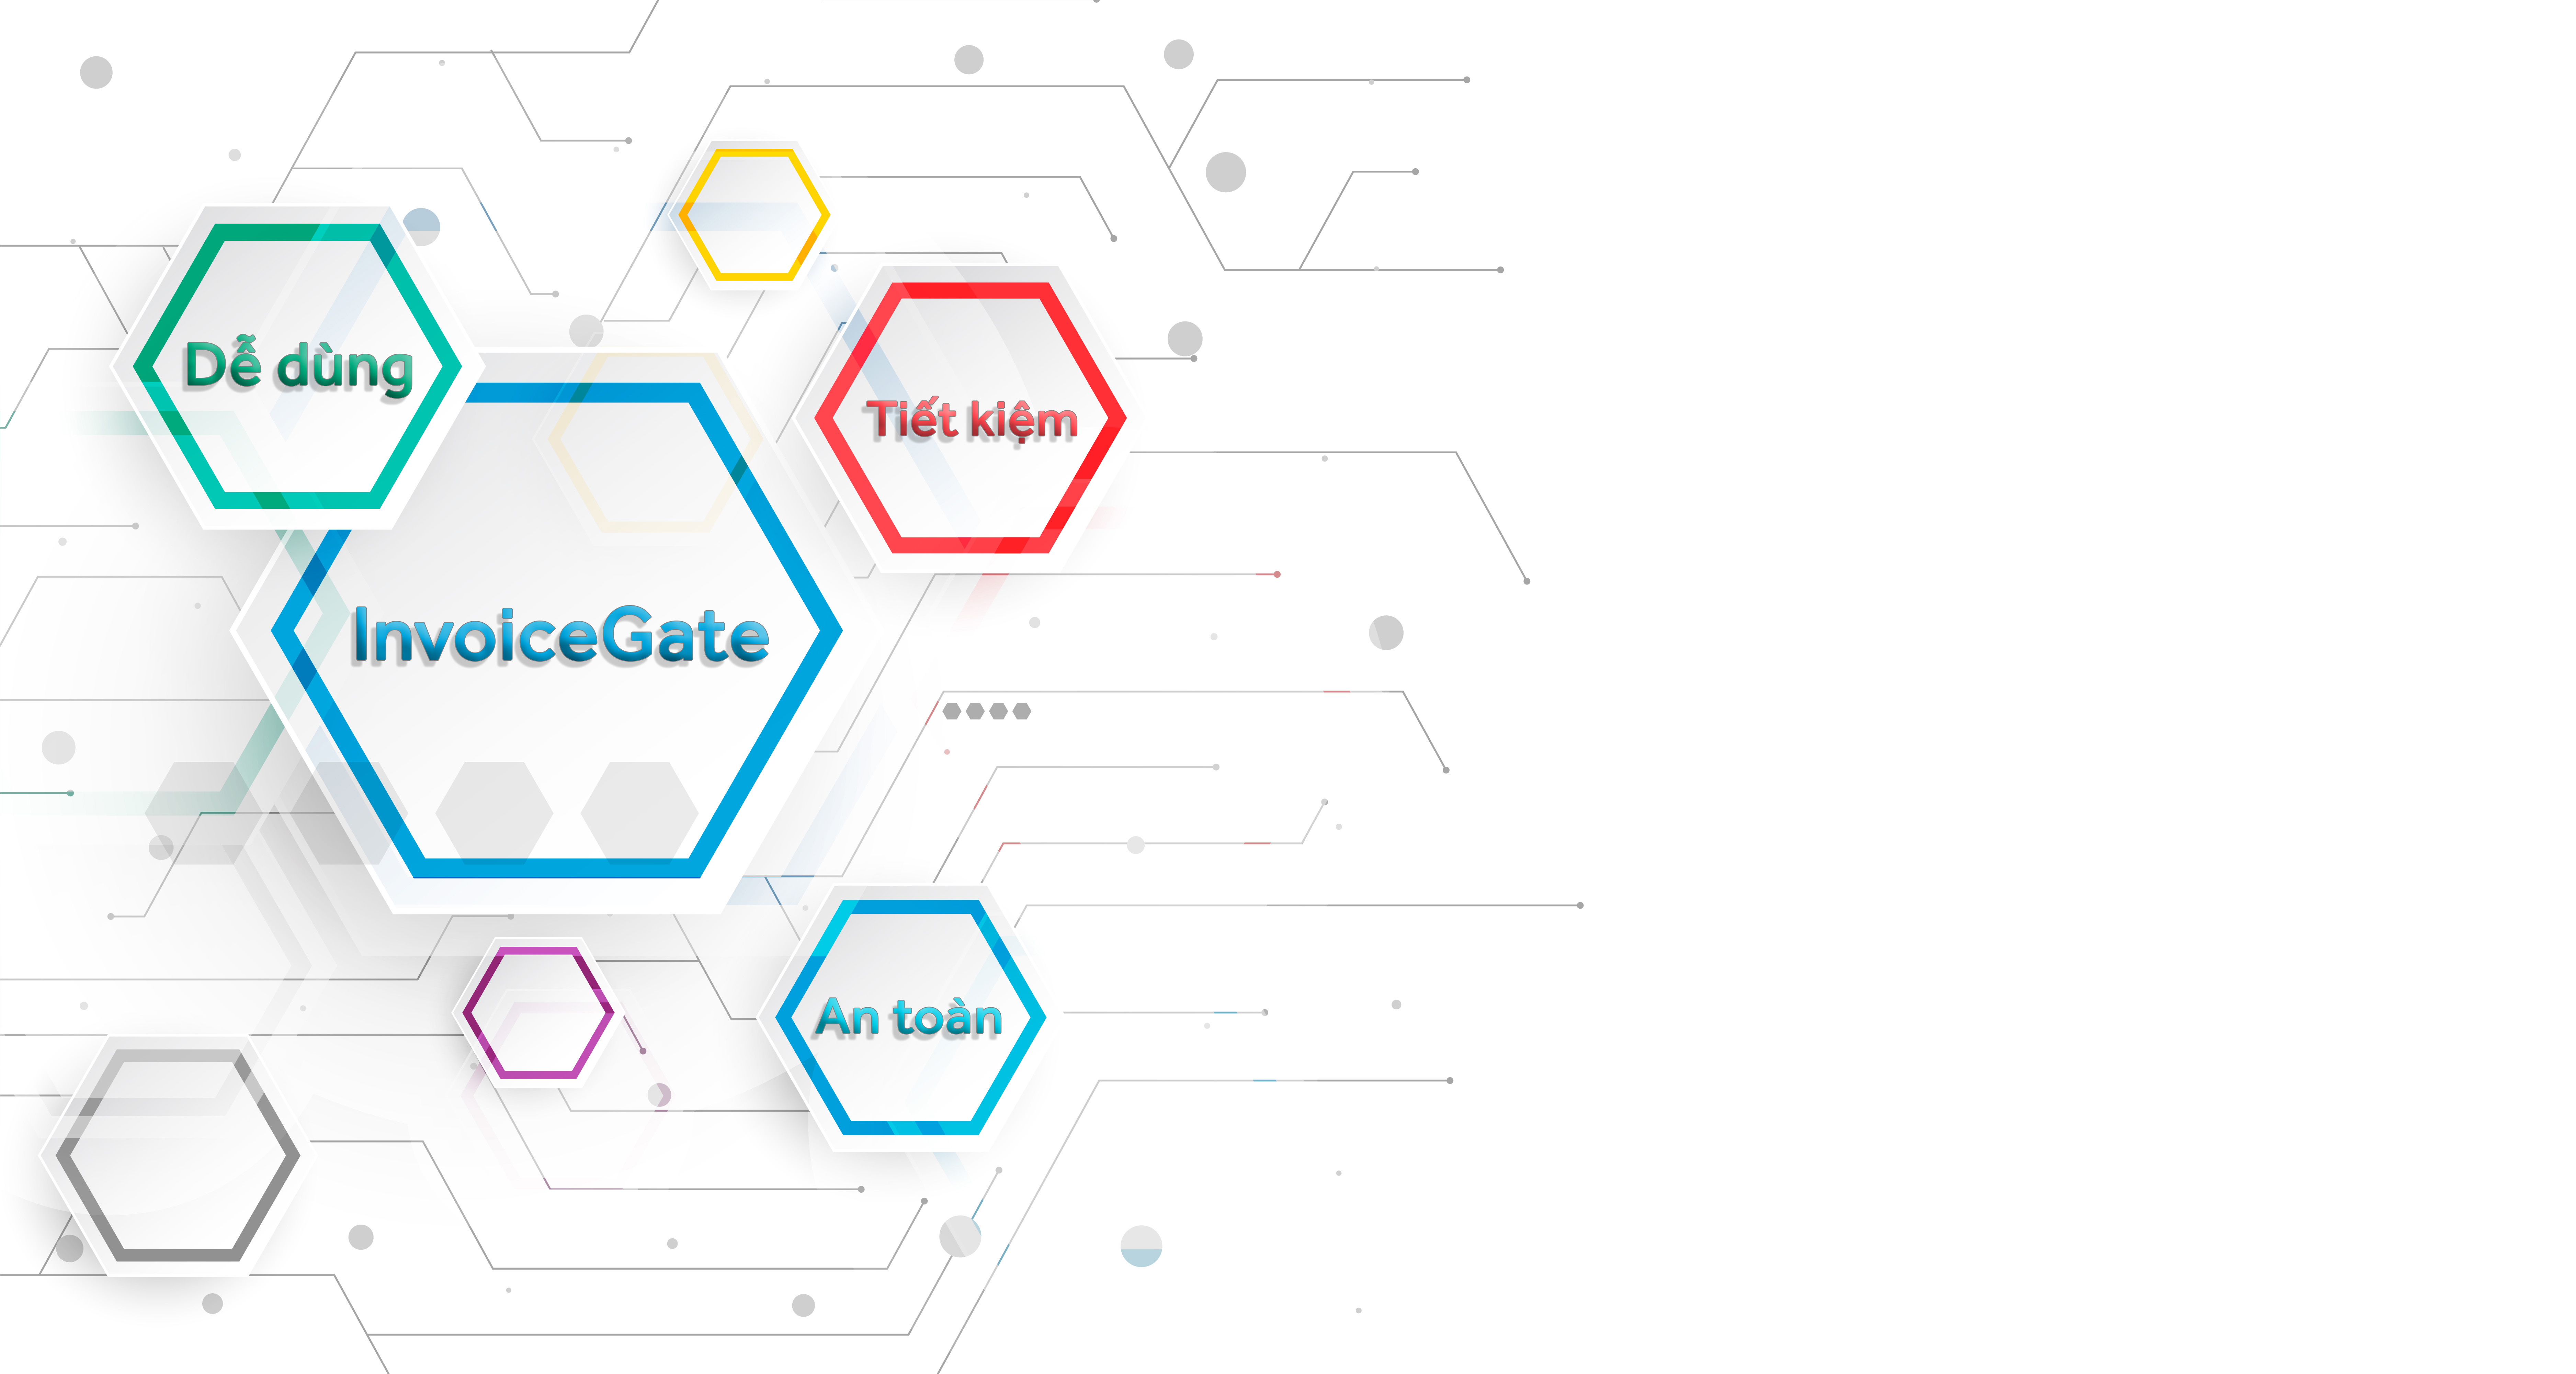 Dễ dùng
Tiết kiệm
InvoiceGate
An toàn